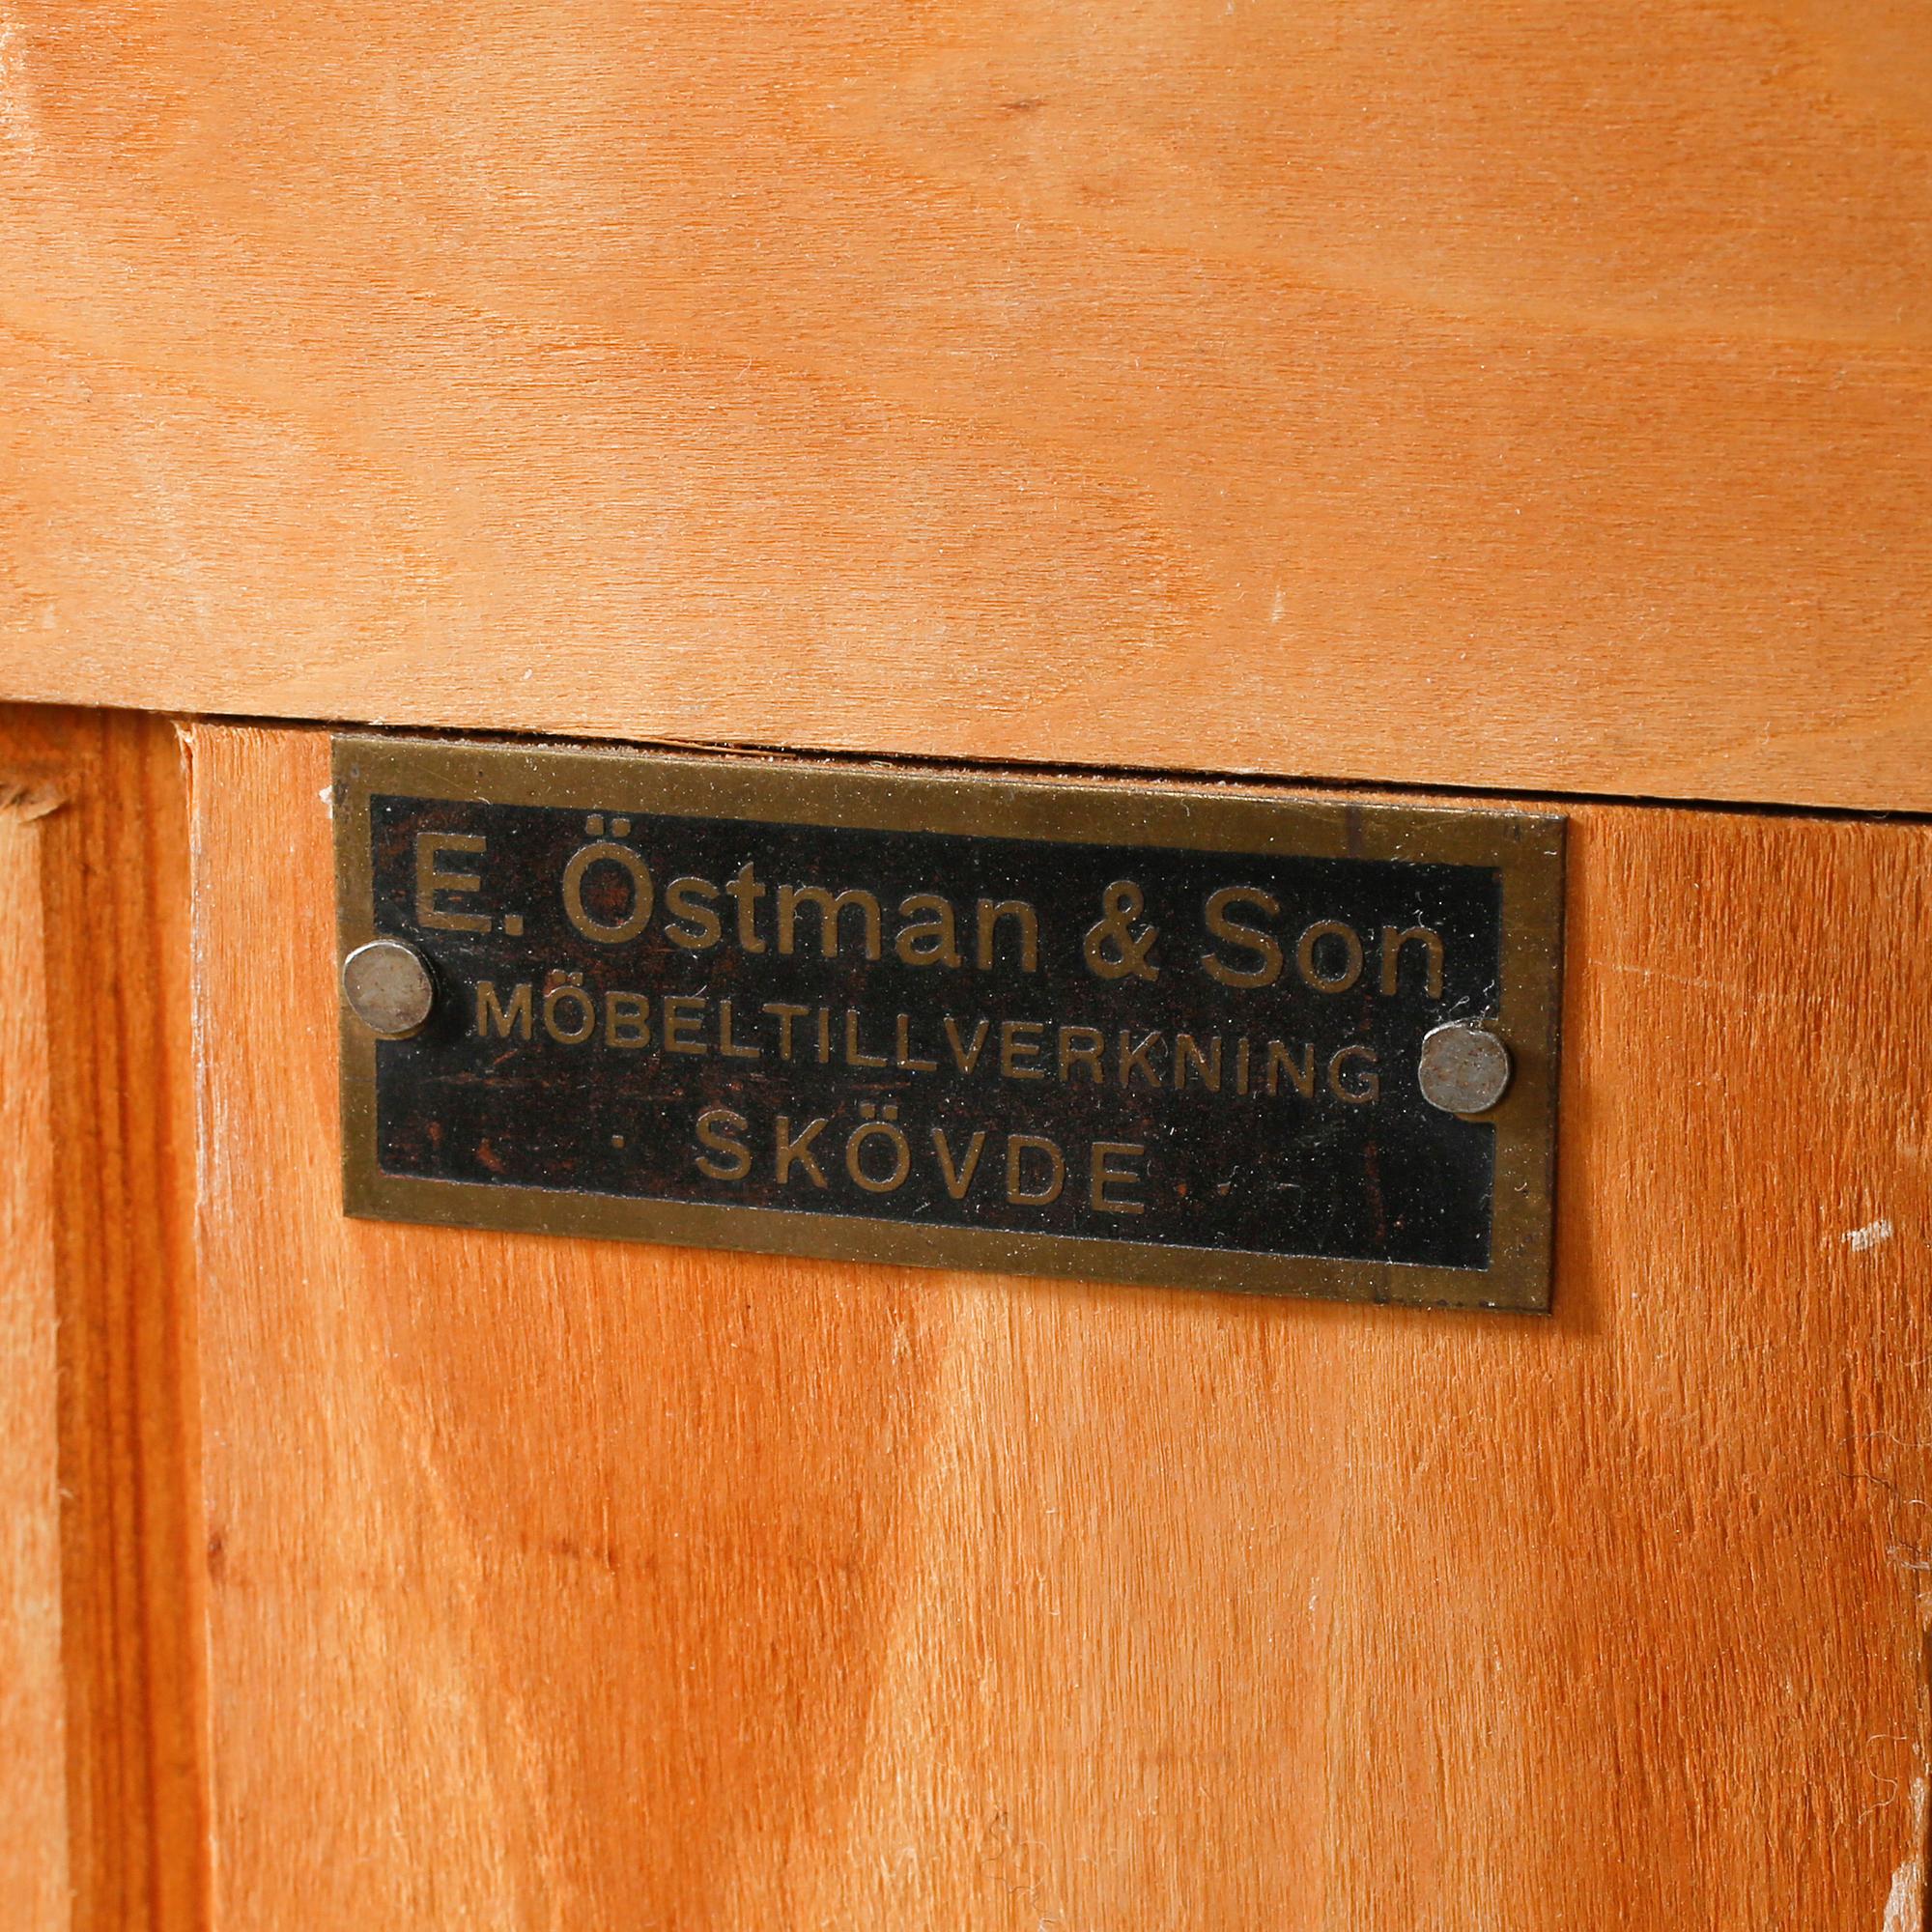 E. Östman & Son
MÖBELTILLVERKNING
SKÖVDE